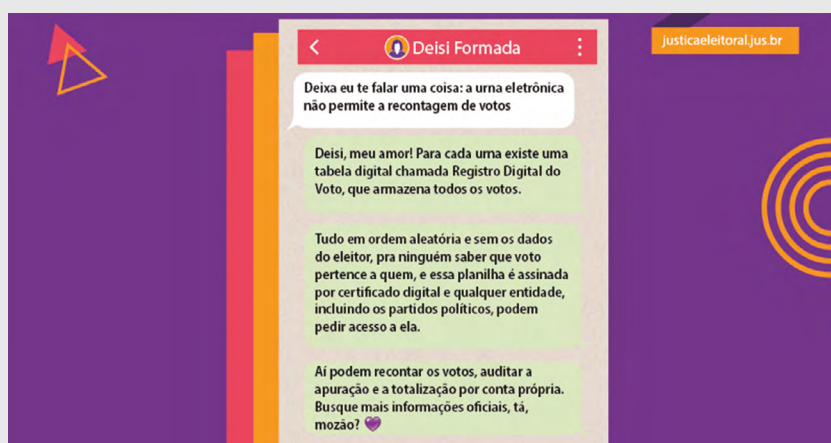 justicaeleitoral.jus.br
Deisi Formada
Deixa eu te falar uma coisa: a urna eletrônica
não permite a recontagem de votos
Deisi, meu amor! Para cada urna existe uma
tabela digital chamada Registro Digital do
Voto, que armazena todos os votos.
Tudo em ordem aleatória e sem os dados
do eleitor, pra ninguém saber que voto
pertence a quem, e essa planilha é assinada
por certificado digital e qualquer entidade,
incluindo os partidos políticos, podem
pedir acesso a ela.
Aí podem recontar os votos, auditar a
apuração e a totalização por conta própria.
Busque mais informações oficiais, tá,
mozão? 💜